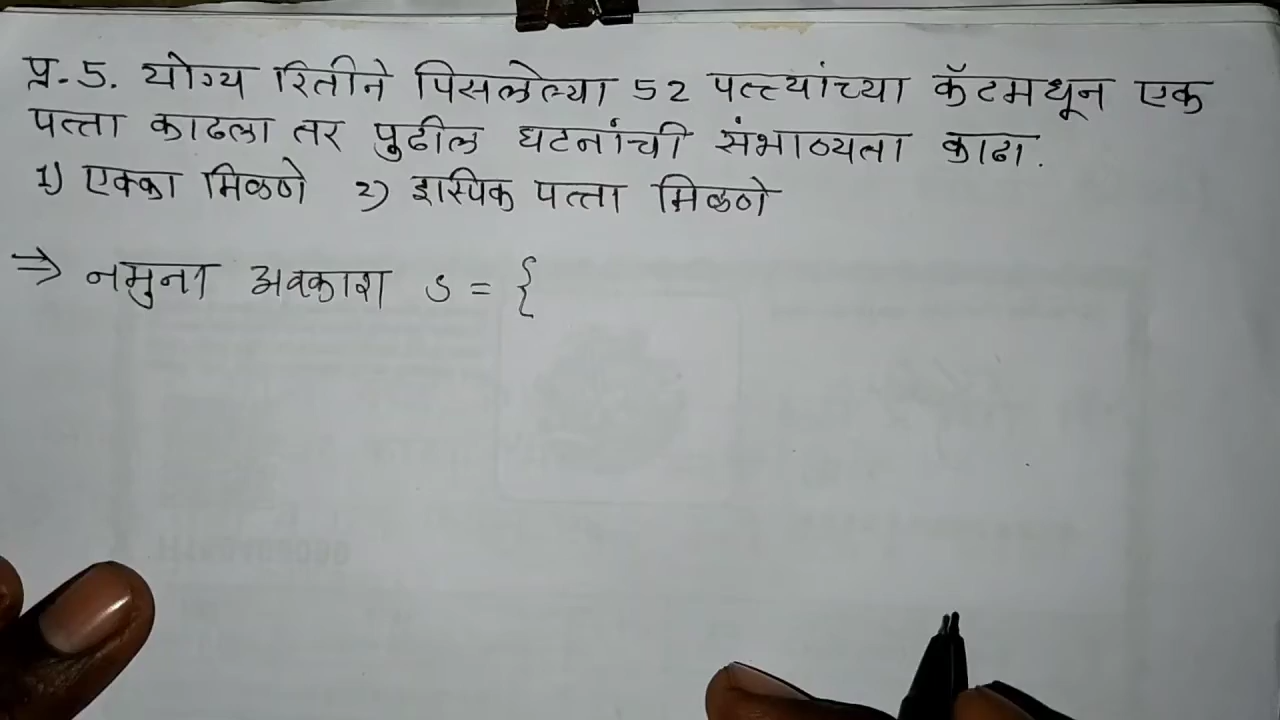 प्र.5. योग्य रितीने पिसलेल्या 52 पत्त्यांच्या कॅटमधून एक
पत्ता काढला तर पुढील घटनांची संभाव्यता काढा.
1) एक्का मिळणे 2) इास्पिक पत्ता मिळणे
⇒ नमुना अवकाश S = {